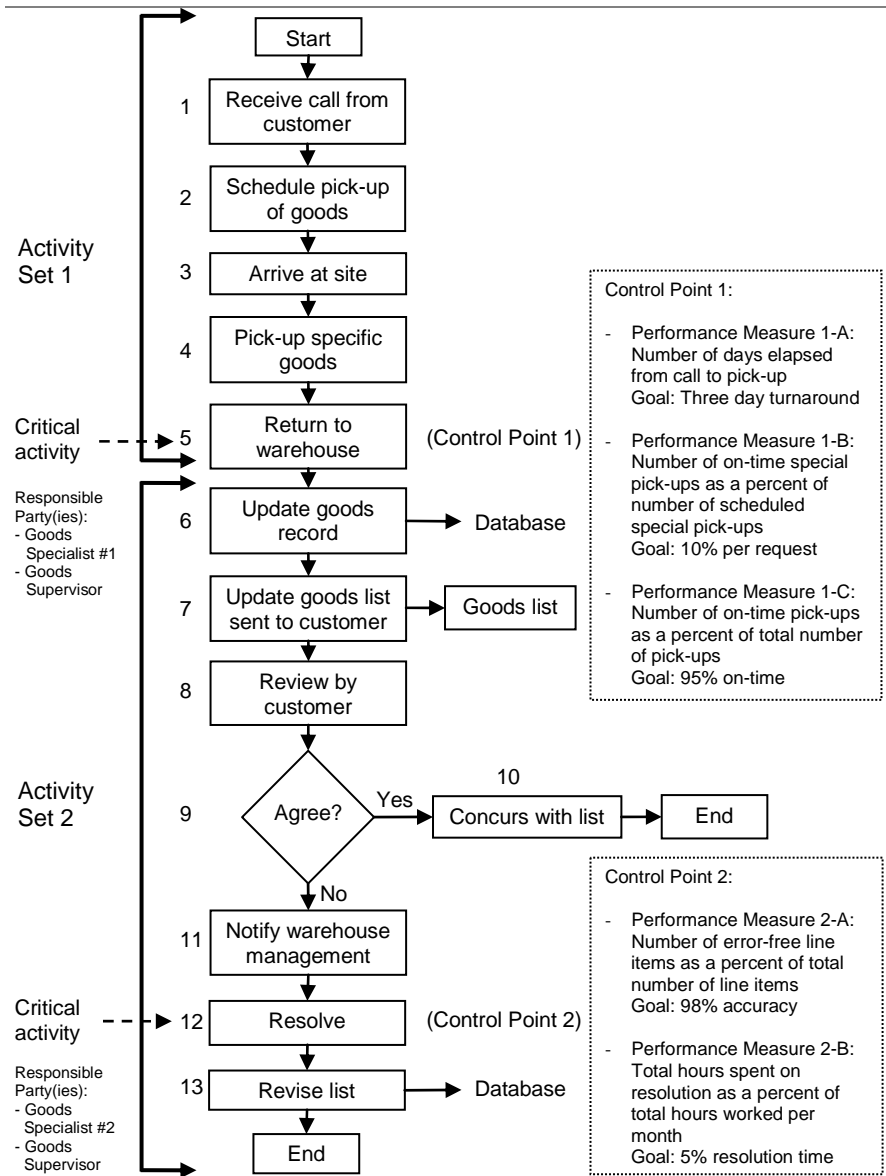 Start
1
Receive call from
customer
2
Schedule pick-up
of goods
Activity
Set 1
3
Arrive at site
4
Pick-up specific
goods
Critical
activity
5
Return to
warehouse
(Control Point 1)
Control Point 1:
- Performance Measure 1-A:
Number of days elapsed
from call to pick-up
Goal: Three day turnaround
- Performance Measure 1-B:
Number of on-time special
pick-ups as a percent of
number of scheduled
special pick-ups
Goal: 10% per request
- Performance Measure 1-C:
Number of on-time pick-ups
as a percent of total number
of pick-ups
Goal: 95% on-time
Responsible
Party(ies):
- Goods
Specialist #1
- Goods
Supervisor
6
Update goods
record
Database
7
Update goods list
sent to customer
Goods list
8
Review by
customer
Activity
Set 2
9
Agree?
Yes
10
Concurs with list
End
No
11
Notify warehouse
management
Critical
activity
12
Resolve
(Control Point 2)
Control Point 2:
- Performance Measure 2-A:
Number of error-free line
items as a percent of total
number of line items
Goal: 98% accuracy
- Performance Measure 2-B:
Total hours spent on
resolution as a percent of
total hours worked per
month
Goal: 5% resolution time
Responsible
Party(ies):
- Goods
Specialist #2
- Goods
Supervisor
13
Revise list
Database
End